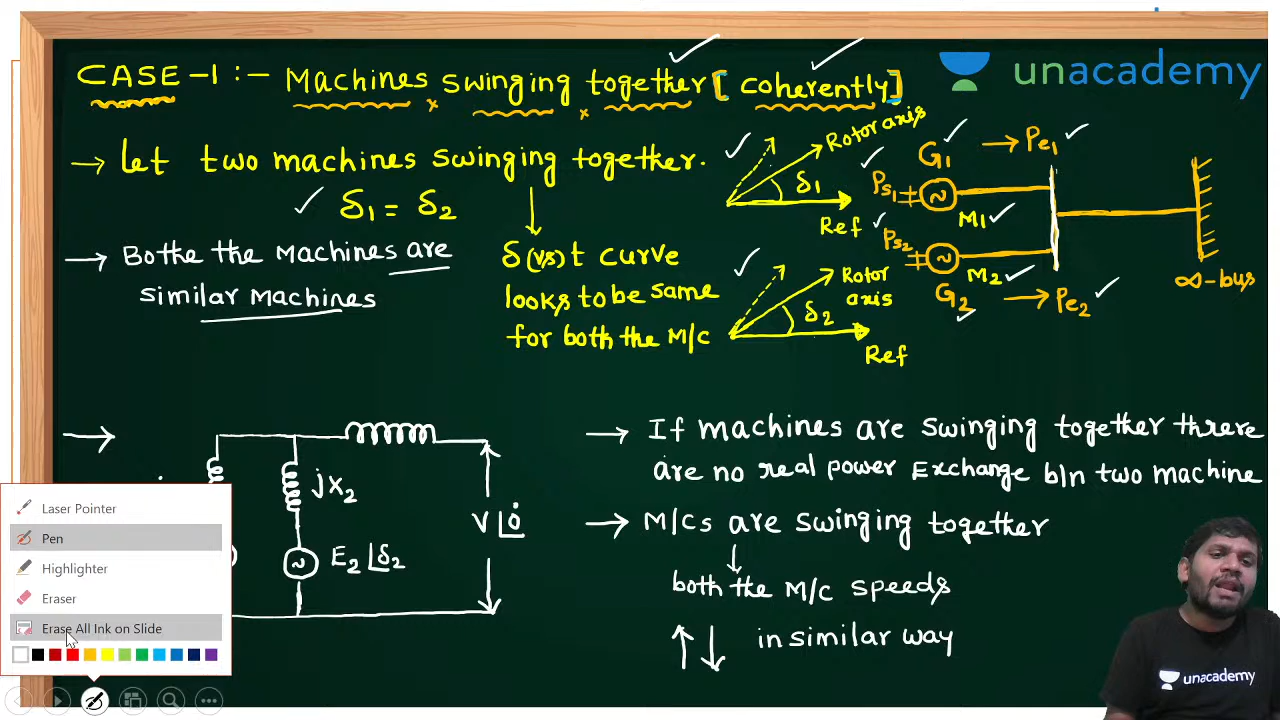 CASE-1:- Machines swinging together [coherently]
unacademy
→ Let two machines swinging together.
δ1 = δ2
→ Bothe the Machines are
similar Machines
δ (vs) t curve
looks to be same
for both the M/C
Rotor axis
δ1
Ref
Rotor
axis
δ2
Ref
G1 → Pe1
Ps1
M1
Ps2
M2
G2 → Pe2
∞-bus
jx2
E2 ∠δ2
V∠0
→ If machines are swinging together threre
are no real power Exchange b/n two machine
→ M/Cs are swinging together
both the M/C speeds
↑↓ in similar way
Laser Pointer
Pen
Highlighter
Eraser
Erase All Ink on Slide
unacademy